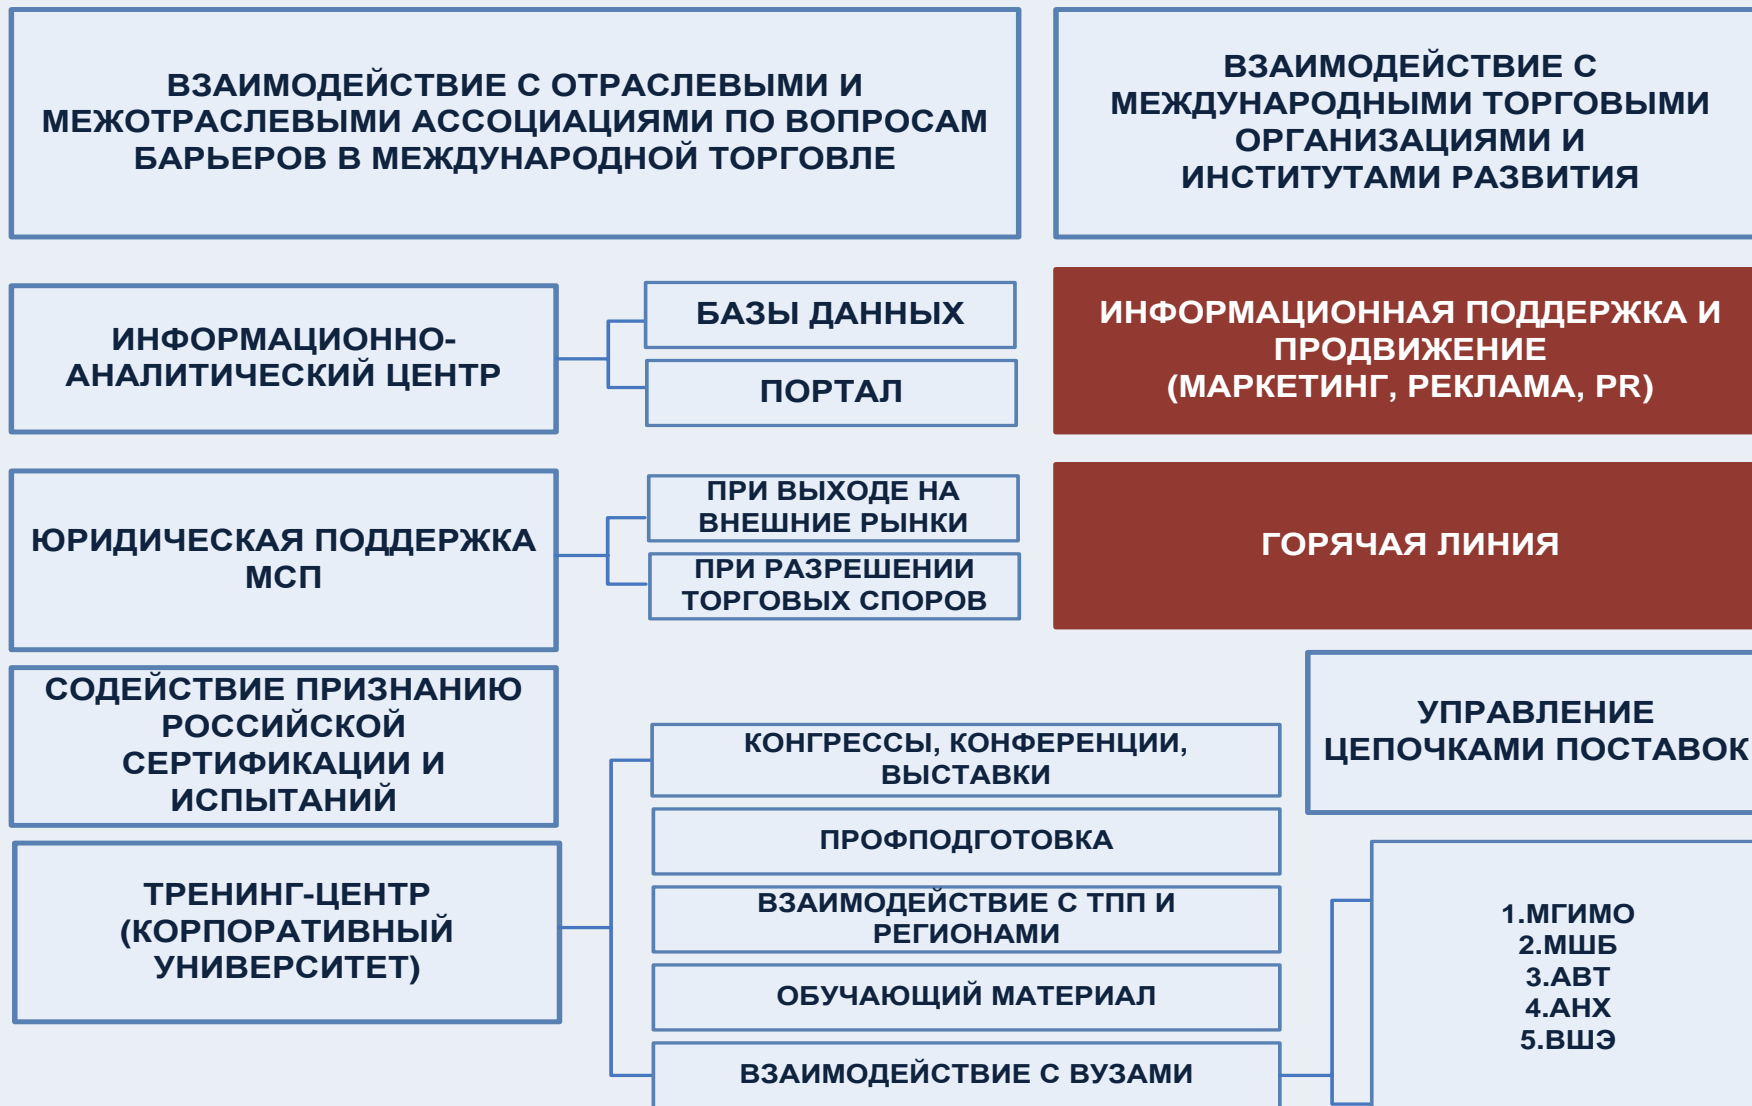 ВЗАИМОДЕЙСТВИЕ С ОТРАСЛЕВЫМИ И
МЕЖОТРАСЛЕВЫМИ АССОЦИАЦИЯМИ ПО ВОПРОСАМ
БАРЬЕРОВ В МЕЖДУНАРОДНОЙ ТОРГОВЛЕ
ВЗАИМОДЕЙСТВИЕ С
МЕЖДУНАРОДНЫМИ ТОРГОВЫМИ
ОРГАНИЗАЦИЯМИ И
ИНСТИТУТАМИ РАЗВИТИЯ
ИНФОРМАЦИОННО-
АНАЛИТИЧЕСКИЙ ЦЕНТР
БАЗЫ ДАННЫХ
ПОРТАЛ
ИНФОРМАЦИОННАЯ ПОДДЕРЖКА И
ПРОДВИЖЕНИЕ
(МАРКЕТИНГ, РЕКЛАМА, PR)
ЮРИДИЧЕСКАЯ ПОДДЕРЖКА
МСП
ПРИ ВЫХОДЕ НА
ВНЕШНИЕ РЫНКИ
ПРИ РАЗРЕШЕНИИ
ТОРГОВЫХ СПОРОВ
ГОРЯЧАЯ ЛИНИЯ
СОДЕЙСТВИЕ ПРИЗНАНИЮ
РОССИЙСКОЙ
СЕРТИФИКАЦИИ И
ИСПЫТАНИЙ
УПРАВЛЕНИЕ
ЦЕПОЧКАМИ ПОСТАВОК
ТРЕНИНГ-ЦЕНТР
(КОРПОРАТИВНЫЙ
УНИВЕРСИТЕТ)
КОНГРЕССЫ, КОНФЕРЕНЦИИ,
ВЫСТАВКИ
ПРОФПОДГОТОВКА
ВЗАИМОДЕЙСТВИЕ С ТПП И
РЕГИОНАМИ
ОБУЧАЮЩИЙ МАТЕРИАЛ
ВЗАИМОДЕЙСТВИЕ С ВУЗАМИ
1.МГИМО
2.МШБ
3.АВТ
4.АНХ
5.ВШЭ